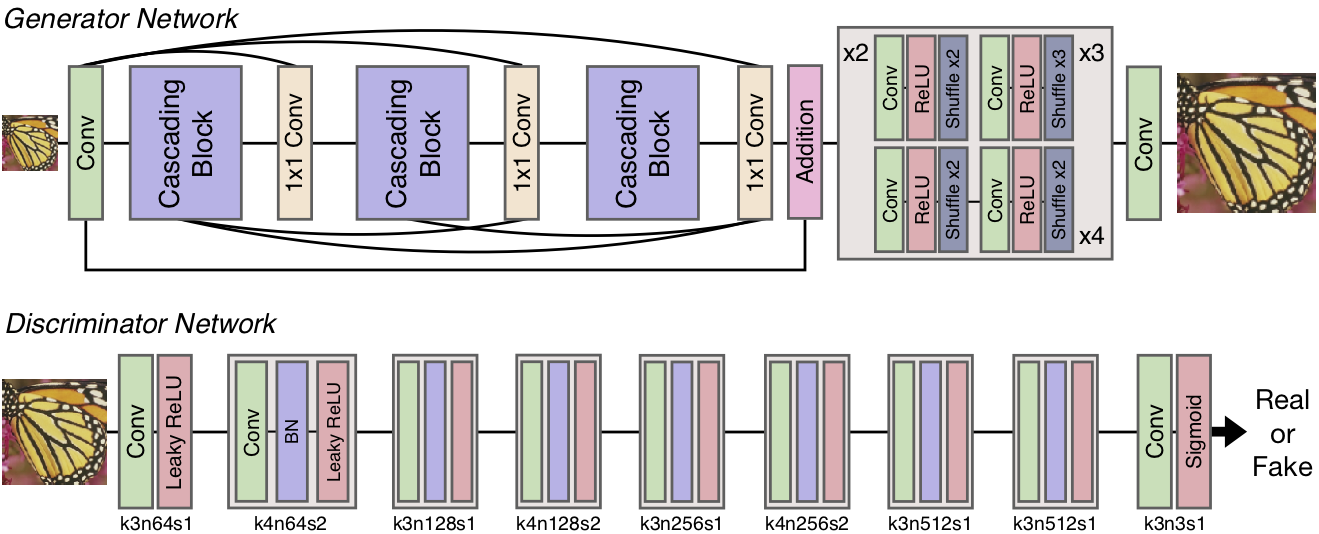 Generator Network
Conv
Cascading
Block
1x1 Conv
Cascading
Block
1x1 Conv
Cascading
Block
1x1 Conv
Addition
x2
Conv
ReLU
Shuffle x2
Conv
ReLU
Shuffle x3
x3
Conv
ReLU
Shuffle x2
Conv
ReLU
Shuffle x2
x4
Conv
Discriminator Network
Conv
Leaky ReLU
Conv
BN
Leaky ReLU
Conv
Sigmoid
Real
or
Fake
k3n64s1
k4n64s2
k3n128s1
k4n128s2
k3n256s1
k4n256s2
k3n512s1
k3n512s1
k3n3s1